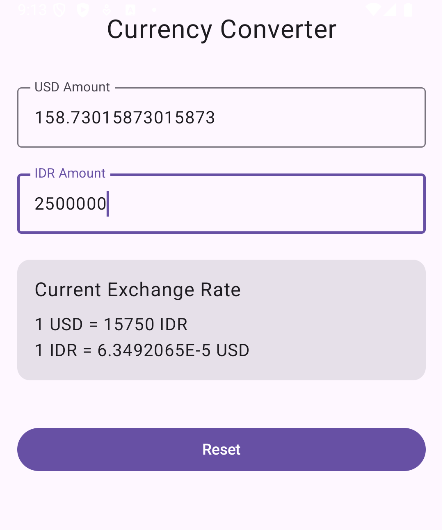 Currency Converter
USD Amount
158.73015873015873
IDR Amount
2500000
Current Exchange Rate
1 USD = 15750 IDR
1 IDR = 6.3492065E-5 USD
Reset